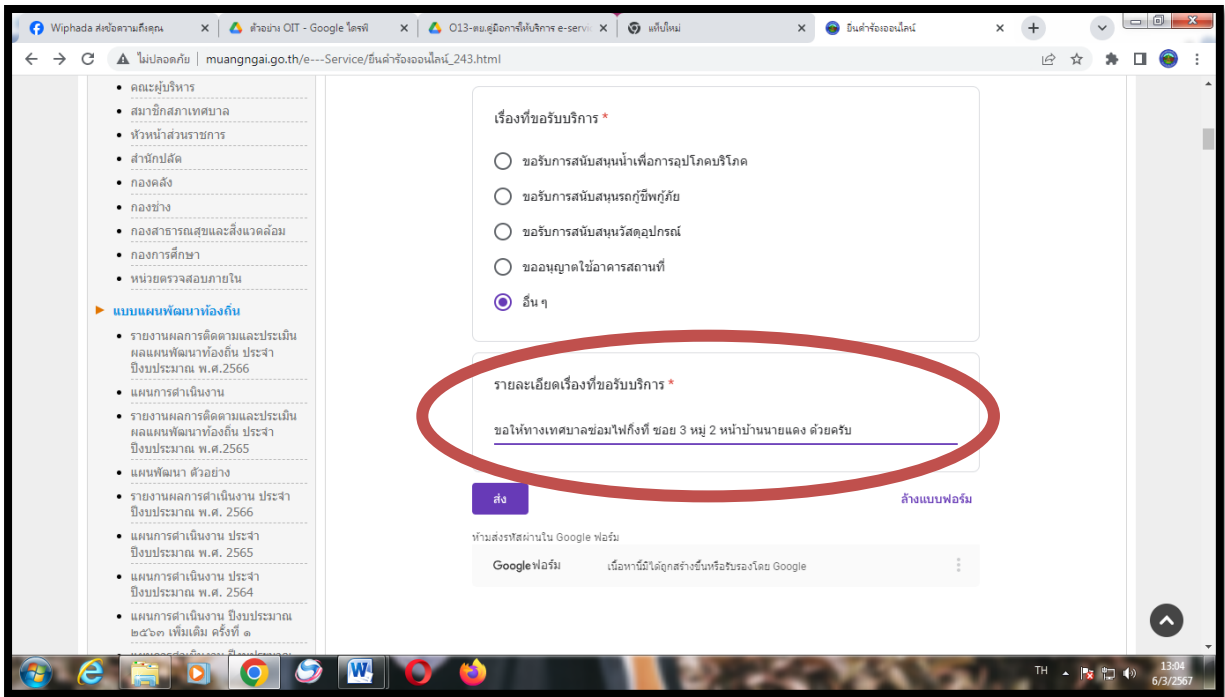 Wiphada ส่งข้อความถึงคุณ
ตัวอย่าง OIT - Google ไดรฟ์
O13-ตย.คู่มือการให้บริการ e-servic
แท็บใหม่
ยื่นคำร้องออนไลน์
ไม่ปลอดภัย | muangngai.go.th/e---Service/ยื่นคำร้องออนไลน์_243.html
คณะผู้บริหาร
สมาชิกสภาเทศบาล
หัวหน้าส่วนราชการ
สำนักปลัด
กองคลัง
กองช่าง
กองสาธารณสุขและสิ่งแวดล้อม
กองการศึกษา
หน่วยตรวจสอบภายใน
แบบแผนพัฒนาท้องถิ่น
รายงานผลการติดตามและประเมิน
ผลแผนพัฒนาท้องถิ่น ประจำ
ปีงบประมาณ พ.ศ.2566
แผนการดำเนินงาน
รายงานผลการติดตามและประเมิน
ผลแผนพัฒนาท้องถิ่น ประจำ
ปีงบประมาณ พ.ศ.2565
แผนพัฒนา ตัวอย่าง
รายงานผลการดำเนินงาน ประจำ
ปีงบประมาณ พ.ศ. 2566
แผนการดำเนินงาน ประจำ
ปีงบประมาณ พ.ศ. 2565
แผนการดำเนินงาน ประจำ
ปีงบประมาณ พ.ศ. 2564
แผนการดำเนินงาน ปีงบประมาณ
๒๕๖๓ เพิ่มเติม ครั้งที่ ๑
เรื่องที่ขอรับบริการ *
ขอรับการสนับสนุนน้ำเพื่อการอุปโภคบริโภค
ขอรับการสนับสนุนรถกู้ชีพกู้ภัย
ขอรับการสนับสนุนวัสดุอุปกรณ์
ขออนุญาตใช้อาคารสถานที่
อื่น ๆ
รายละเอียดเรื่องที่ขอรับบริการ *
ขอให้ทางเทศบาลซ่อมไฟกิ่งที่ ซอย 3 หมู่ 2 หน้าบ้านนายแดง ด้วยครับ
ส่ง
ล้างแบบฟอร์ม
ห้ามส่งรหัสผ่านใน Google ฟอร์ม
Google ฟอร์ม
เนื้อหานี้มิได้ถูกสร้างขึ้นหรือรับรองโดย Google
TH
13:04
6/3/2567